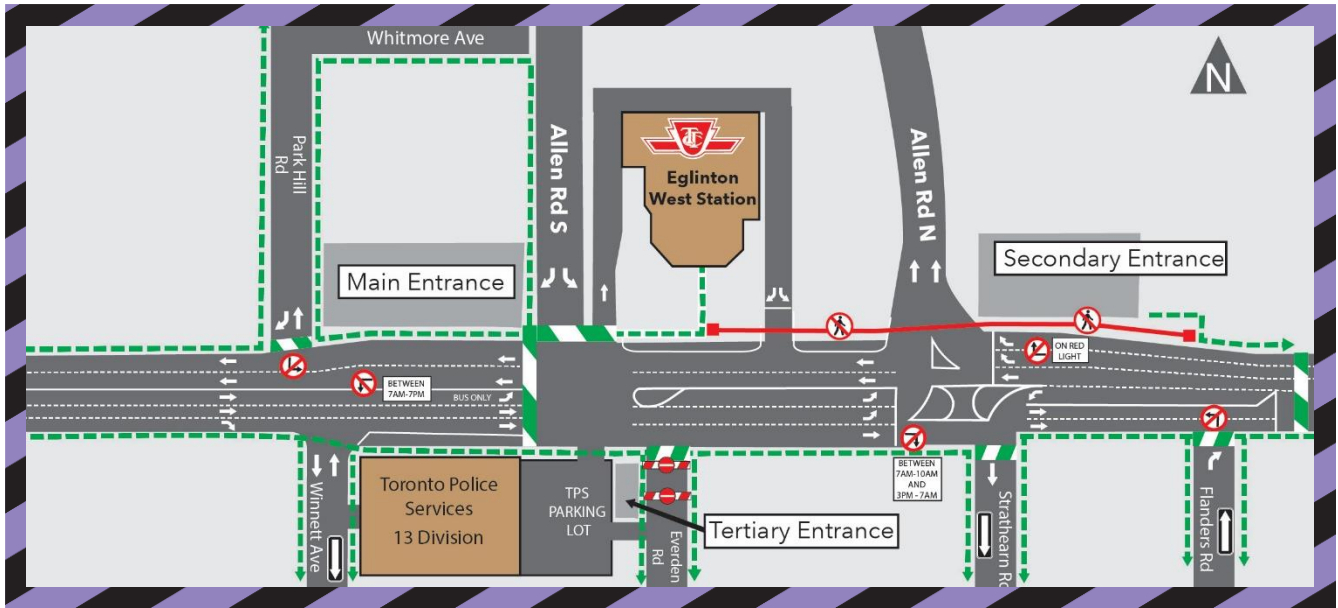 Whitmore Ave
N
Park Hill
Rd
Allen Rd S
TTC
Eglinton
West Station
Allen Rd N
Main Entrance
Secondary Entrance
ON RED
LIGHT
BETWEEN
7AM-7PM
BUS ONLY
BETWEEN
7AM-10AM
AND
3PM - 7AM
Winnett Ave
Toronto Police
Services
13 Division
TPS
PARKING
LOT
Tertiary Entrance
Everden
Rd
Strathearn Rd
Flanders Rd